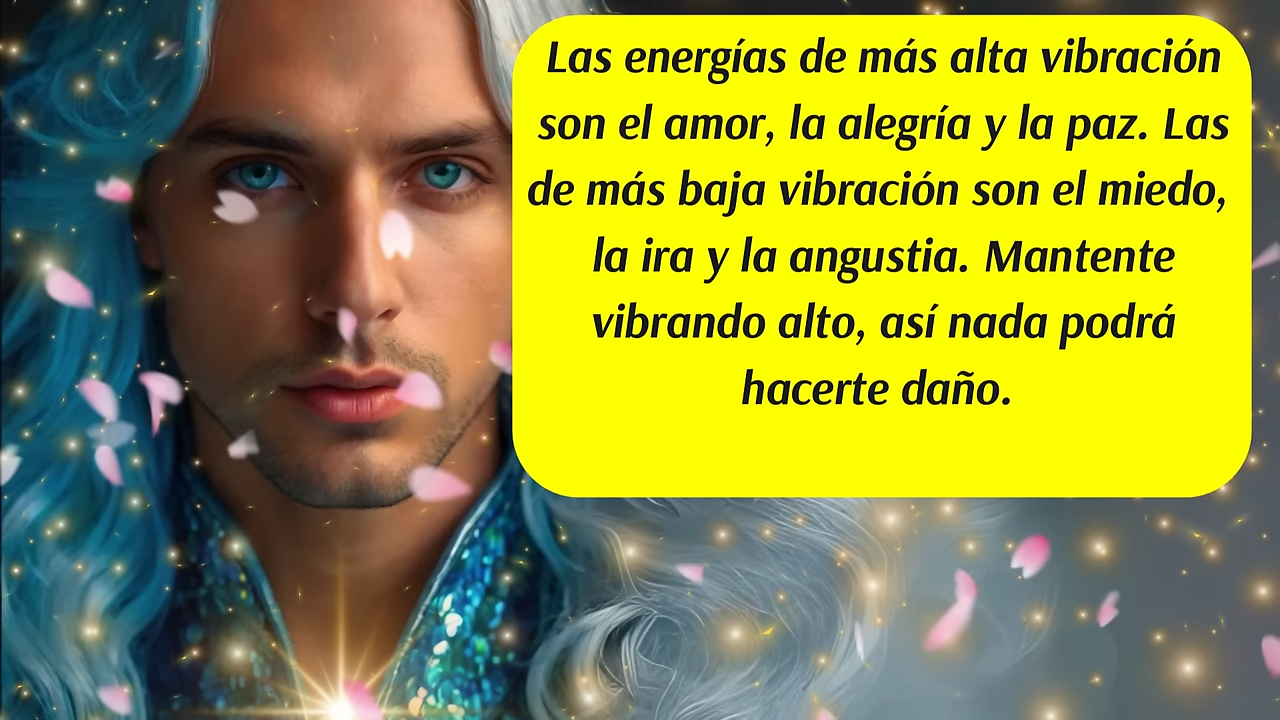 Las energías de más alta vibración
son el amor, la alegría y la paz. Las
de más baja vibración son el miedo,
la ira y la angustia. Mantente
vibrando alto, así nada podrá
hacerte daño.